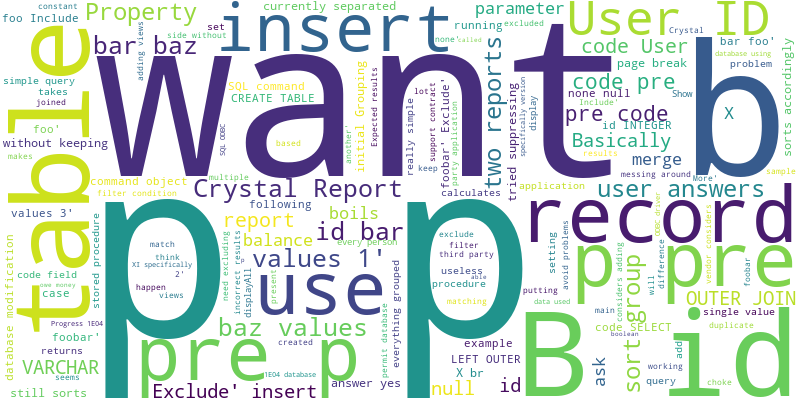 constant
foo Include
Property
currently separated
parameter
User ID
set
insert
running
excluded
none'
called
Crystal
bar baz
adding views
side without
code User
bar foo'
page break
database using
problem
table
want
b
simple query
takes
joined
SQL command
CREATE TABLE
SQL ODBC
initial Grouping
Expected results
another'
based
lot
really simple
support contract
party application
keep
foobar' Exclude'
two reports
tried suppressing
specifically version
display
code pre
none null
Include'
Show
pre code
X
id INTEGER
Basically
results
merge
messing around
More'
sorts accordingly
sample
foo'
without keeping
makes
command object
filter condition
multiple
Crystal Report
calculates
application
user answers
values 3'
following
report
boils
id bar
balance
every person
record
p
p
match
think
XI specifically
2'
happen
views
stored procedure
database modification
code field
use money
case
Progress 1E04
foobar'
returns
VARCHAR
seems
still sorts
need excluding
incorrect results
displayAll
present
values 1'
use
baz values
created
1E04 database
pre p
Exclude' insert
answer yes
permit database
everything grouped
exclude
filter
third party
useless
able
procedure
matching
main
setting
avoid problems
putting
data used
example
LEFT OUTER
X br
null
id
B
p pre
considers adding
will
difference
XDBC driver
vendor considers
foobar
OUTER JOIN
single value
duplicate
code SELECT
boolean
sort group
ask
add
working
query
choke
id